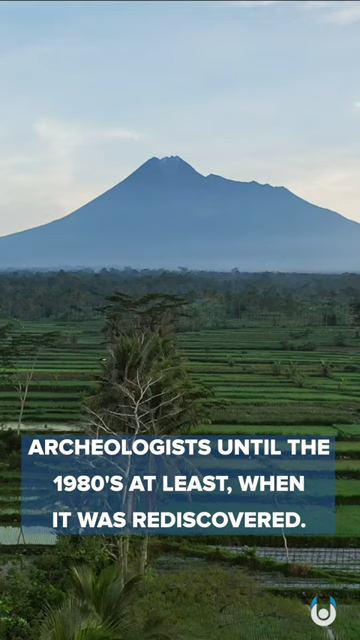 ARCHEOLOGISTS UNTIL THE
1980'S AT LEAST, WHEN
IT WAS REDISCOVERED.